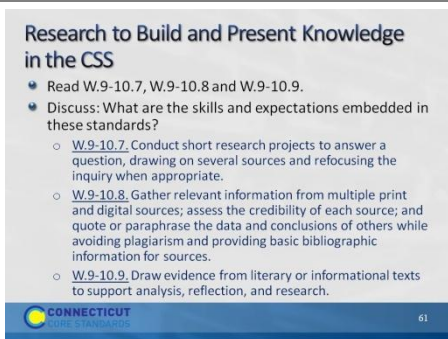 Research to Build and Present Knowledge
in the CSS
Read W.9-10.7, W.9-10.8 and W.9-10.9.
Discuss: What are the skills and expectations embedded in
these standards?
W.9-10.7. Conduct short research projects to answer a
question, drawing on several sources and refocusing the
inquiry when appropriate.
W.9-10.8. Gather relevant information from multiple print
and digital sources; assess the credibility of each source; and
quote or paraphrase the data and conclusions of others while
avoiding plagiarism and providing basic bibliographic
information for sources.
W.9-10.9. Draw evidence from literary or informational texts
to support analysis, reflection, and research.
CONNECTICUT
CORE STANDARDS
61